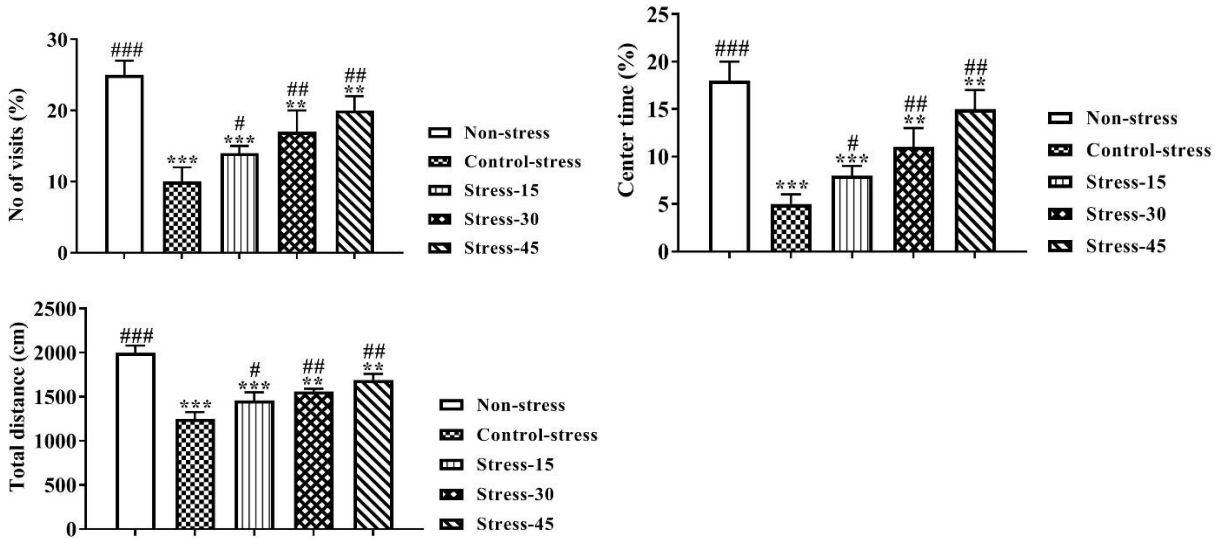 No of visits (%)
30
20
10
0
###
***
#
***
##
**
##
**
Non-stress
Control-stress
Stress-15
Stress-30
Stress-45
Center time (%)
25
20
15
10
5
0
###
***
#
***
##
**
##
**
Non-stress
Control-stress
Stress-15
Stress-30
Stress-45
Total distance (cm)
2500
2000
1500
1000
500
0
###
***
#
***
##
**
##
**
Non-stress
Control-stress
Stress-15
Stress-30
Stress-45